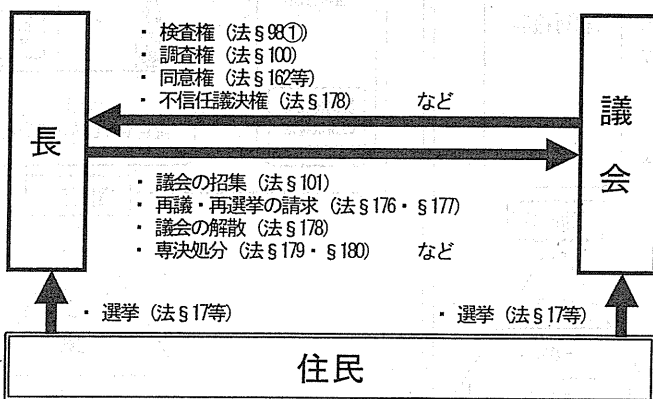 ・ 検査権（法§98①）
・ 調査権（法§100）
・ 同意権（法§162等）
・ 不信任議決権（法§178） など
長
議会
・ 議会の招集（法§101）
・ 再議・再選挙の請求（法§176・§177）
・ 議会の解散（法§178）
・ 専決処分（法§179・§180） など
・ 選挙（法§17等）
・ 選挙（法§17等）
住民